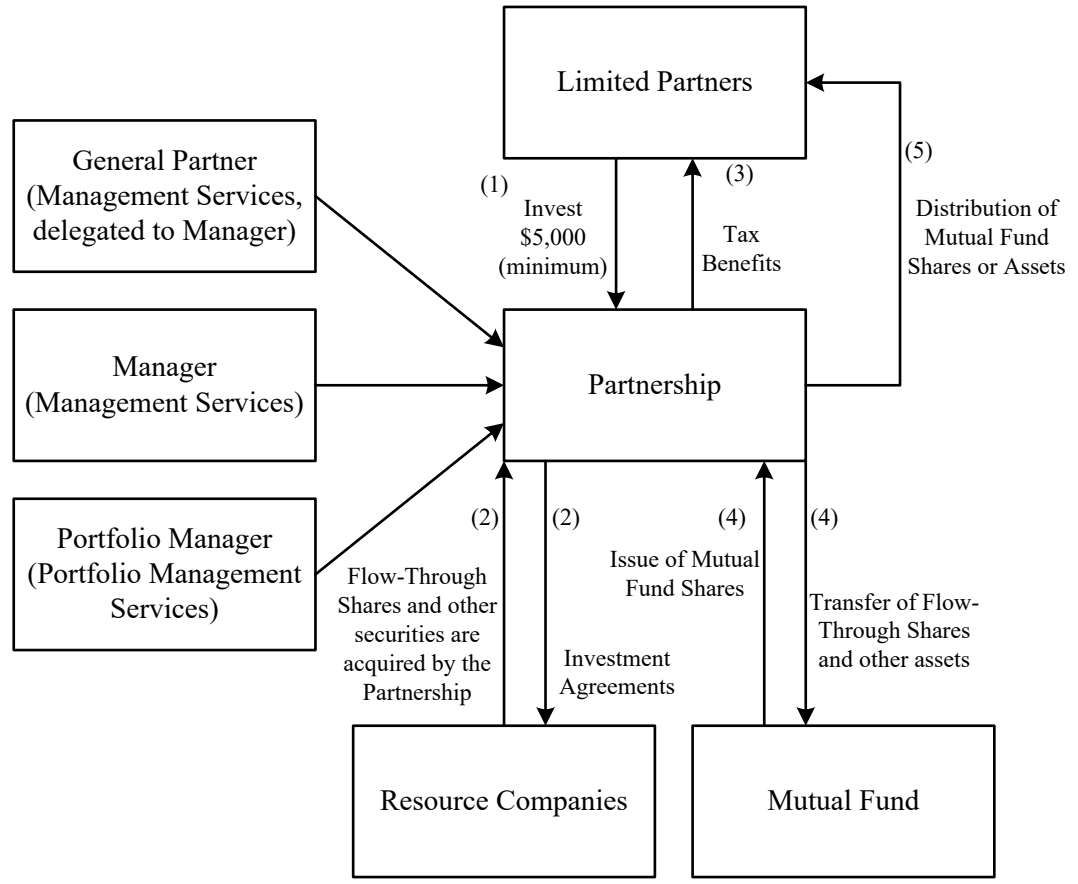 Limited Partners
General Partner
(Management Services,
delegated to Manager)
(1)
Invest
$5,000
(minimum)
(3)
Tax
Benefits
(5)
Distribution of
Mutual Fund
Shares or Assets
Manager
(Management Services)
Partnership
Portfolio Manager
(Portfolio Management
Services)
(2)
Flow-Through
Shares and other
securities are
acquired by the
Partnership
(2)
Investment
Agreements
(4)
Issue of Mutual
Fund Shares
(4)
Transfer of Flow-
Through Shares
and other assets
Resource Companies
Mutual Fund